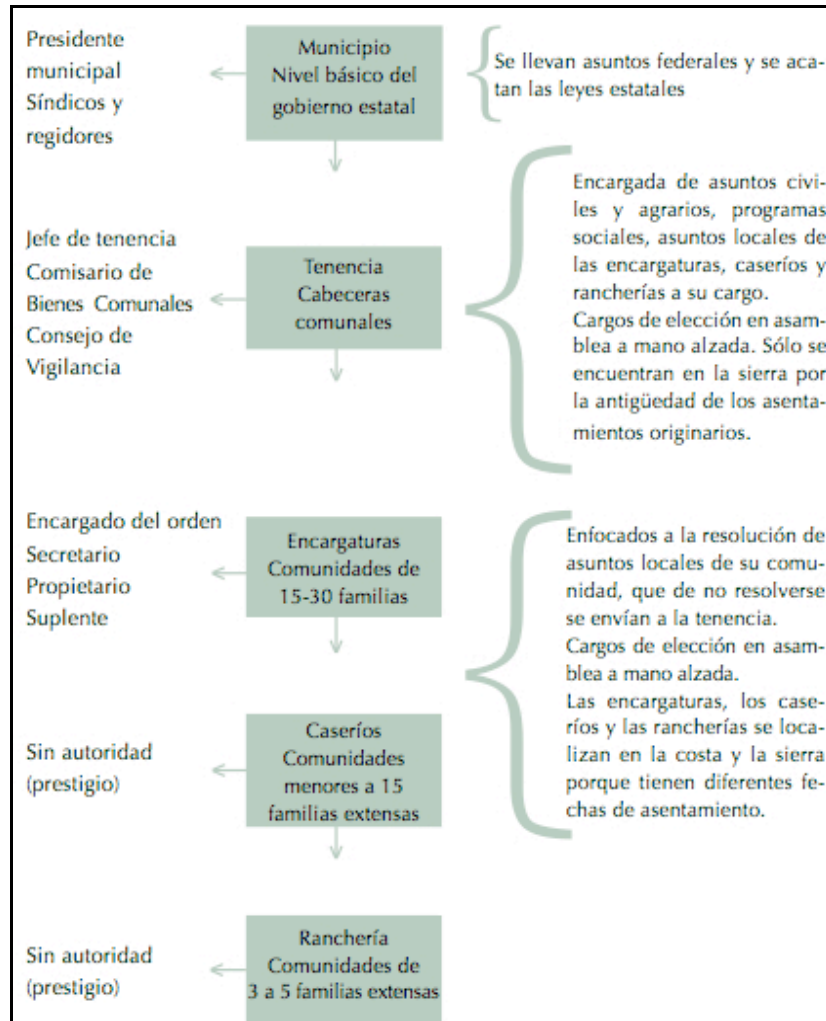 Presidente
municipal
Síndicos y
regidores
Municipio
Nivel básico del
gobierno estatal
Se llevan asuntos federales y se aca-
tan las leyes estatales
Jefe de tenencia
Comisario de
Bienes Comunales
Consejo de
Vigilancia
Tenencia
Cabeceras
comunales
Encargada de asuntos civi-
les y agrarios, programas
sociales, asuntos locales de
las encargaturas, caseríos y
rancherías a su cargo.
Cargos de elección en asam-
blea a mano alzada. Sólo se
encuentran en la sierra por
la antigüedad de los asenta-
mientos originarios.
Encargado del orden
Secretario
Propietario
Suplente
Encargaturas
Comunidades de
15-30 familias
Enfocados a la resolución de
asuntos locales de su comu-
nidad, que de no resolverse
se envían a la tenencia.
Cargos de elección en asam-
blea a mano alzada.
Las encargaturas, los case-
ríos y las rancherías se loca-
lizan en la costa y la sierra
porque tienen diferentes fe-
chas de asentamiento.
Sin autoridad
(prestigio)
Caseríos
Comunidades
menores a 15
familias extensas
Sin autoridad
(prestigio)
Ranchería
Comunidades de
3 a 5 familias extensas